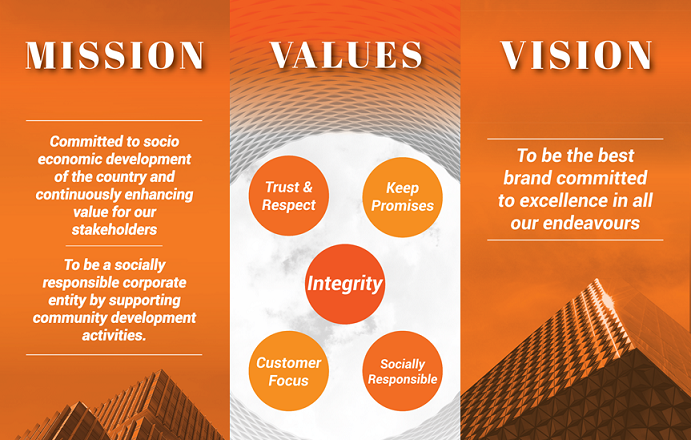 MISSION
Committed to socio
economic development
of the country and
continuously enhancing
value for our
stakeholders
To be a socially
responsible corporate
entity by supporting
community development
activities.
VALUES
Trust &
Respect
Keep
Promises
Integrity
Customer
Focus
Socially
Responsible
VISION
To be the best
brand committed
to excellence in all
our endeavours